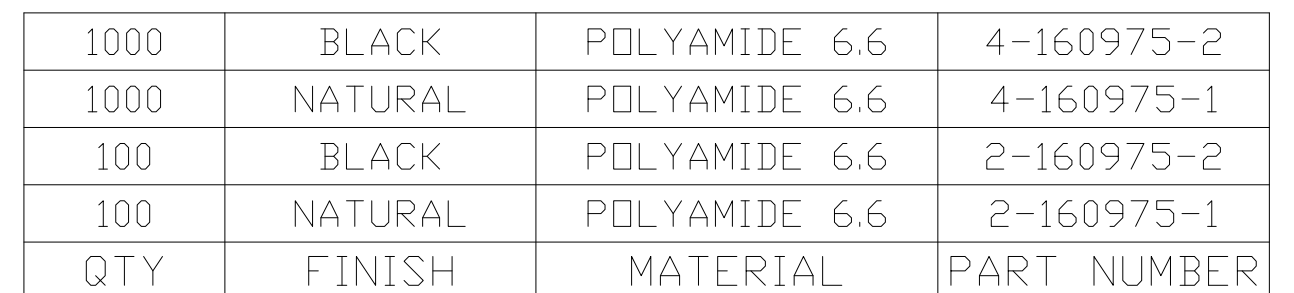 1000 BLACK POLYAMIDE 6.6 4-160975-2
1000 NATURAL POLYAMIDE 6.6 4-160975-1
100 BLACK POLYAMIDE 6.6 2-160975-2
100 NATURAL POLYAMIDE 6.6 2-160975-1
QTY FINISH MATERIAL PART NUMBER